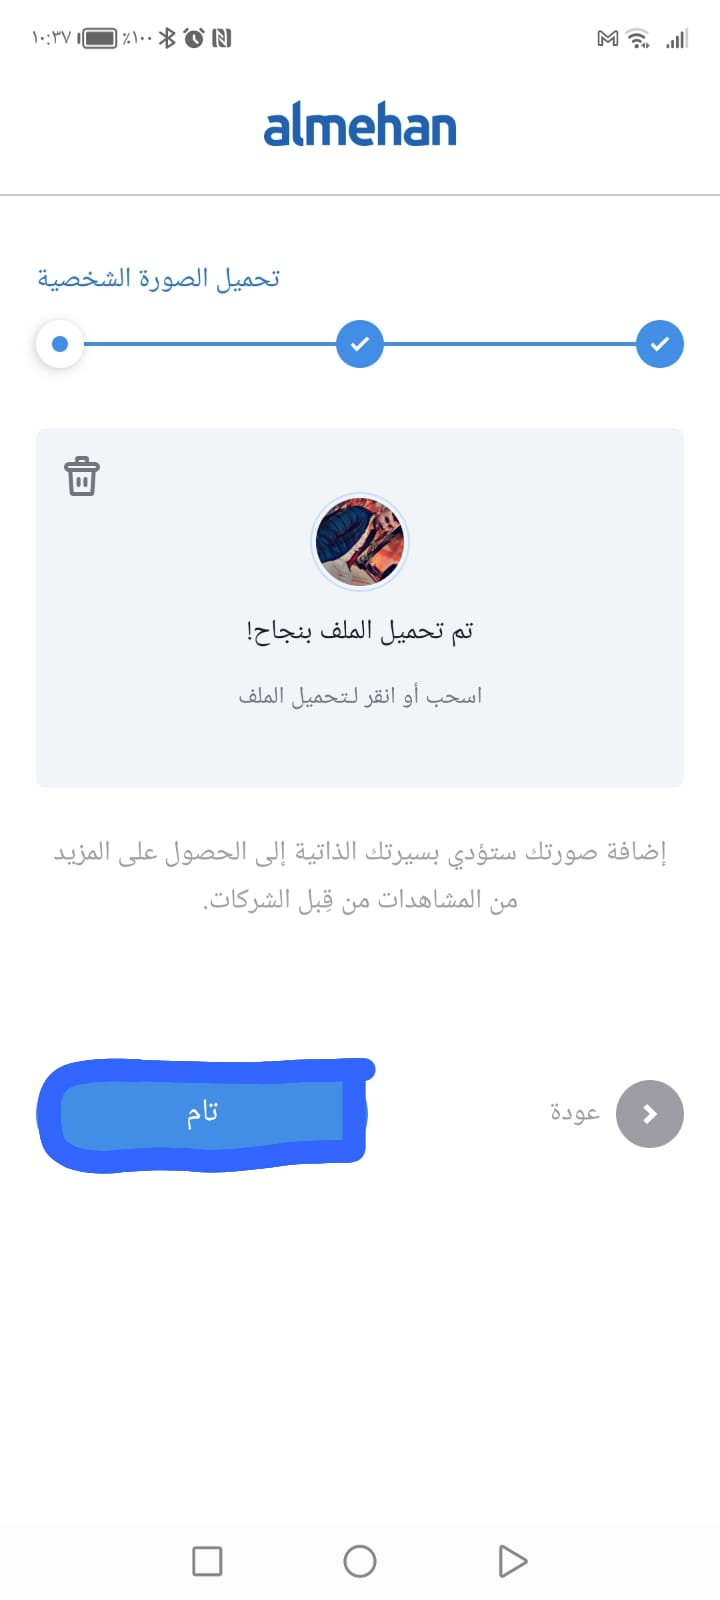 ١٠:٣٧ ٪١٠٠
almehan
تحميل الصورة الشخصية
تم تحميل الملف بنجاح!
اسحب أو انقر لـتحميل الملف
إضافة صورتك ستؤدي بسيرتك الذاتية إلى الحصول على المزيد
من المشاهدات من قِبل الشركات.
عودة
تام